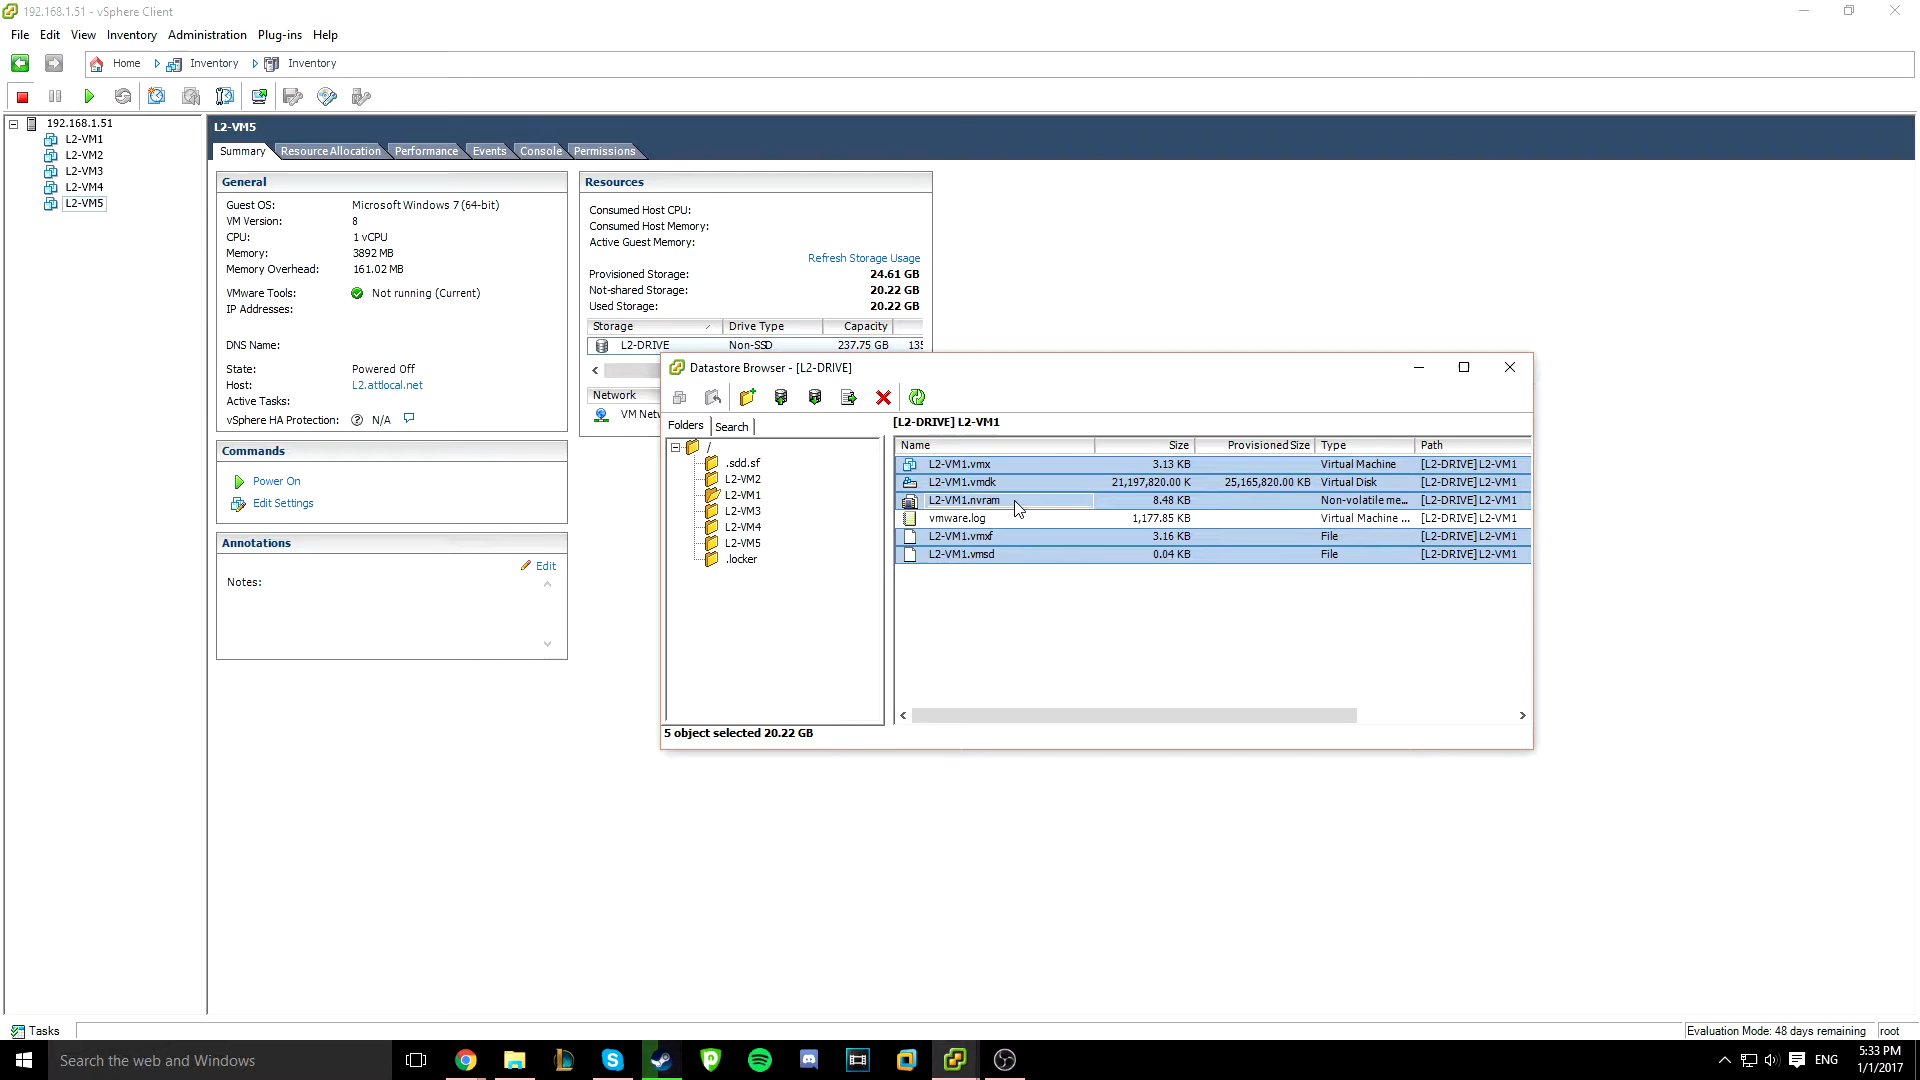 192.168.1.51 - vSphere Client
File Edit View Inventory Administration Plug-ins Help
Home Inventory Inventory
192.168.1.51
L2-VM1
L2-VM2
L2-VM3
L2-VM4
L2-VM5
L2-VM5
Summary Resource Allocation Performance Events Console Permissions
General
Guest OS: Microsoft Windows 7 (64-bit)
VM Version: 8
CPU: 1 vCPU
Memory: 3892 MB
Memory Overhead: 161.02 MB
VMware Tools: Not running (Current)
IP Addresses:
DNS Name:
State: Powered Off
Host: L2.attlocal.net
Active Tasks:
vSphere HA Protection: N/A
Commands
Power On
Edit Settings
Annotations
Edit
Notes:
Resources
Consumed Host CPU:
Consumed Host Memory:
Active Guest Memory:
Refresh Storage Usage
Provisioned Storage: 24.61 GB
Not-shared Storage: 20.22 GB
Used Storage: 20.22 GB
Storage Drive Type Capacity
L2-DRIVE Non-SSD 237.75 GB 135
Network
VM Netv
Datastore Browser - [L2-DRIVE]
Folders Search
/
.sdd.sf
L2-VM2
L2-VM1
L2-VM3
L2-VM4
L2-VM5
.locker
[L2-DRIVE] L2-VM1
Name Size Provisioned Size Type Path
L2-VM1.vmx 3.13 KB Virtual Machine [L2-DRIVE] L2-VM1
L2-VM1.vmdk 21,197,820.00 K 25,165,820.00 KB Virtual Disk [L2-DRIVE] L2-VM1
L2-VM1.nvram 8.48 KB Non-volatile me... [L2-DRIVE] L2-VM1
vmware.log 1,177.85 KB Virtual Machine ... [L2-DRIVE] L2-VM1
L2-VM1.vmxf 3.16 KB File [L2-DRIVE] L2-VM1
L2-VM1.vmsd 0.04 KB File [L2-DRIVE] L2-VM1
5 object selected 20.22 GB
Tasks
Evaluation Mode: 48 days remaining root
Search the web and Windows
ENG
5:33 PM
1/1/2017